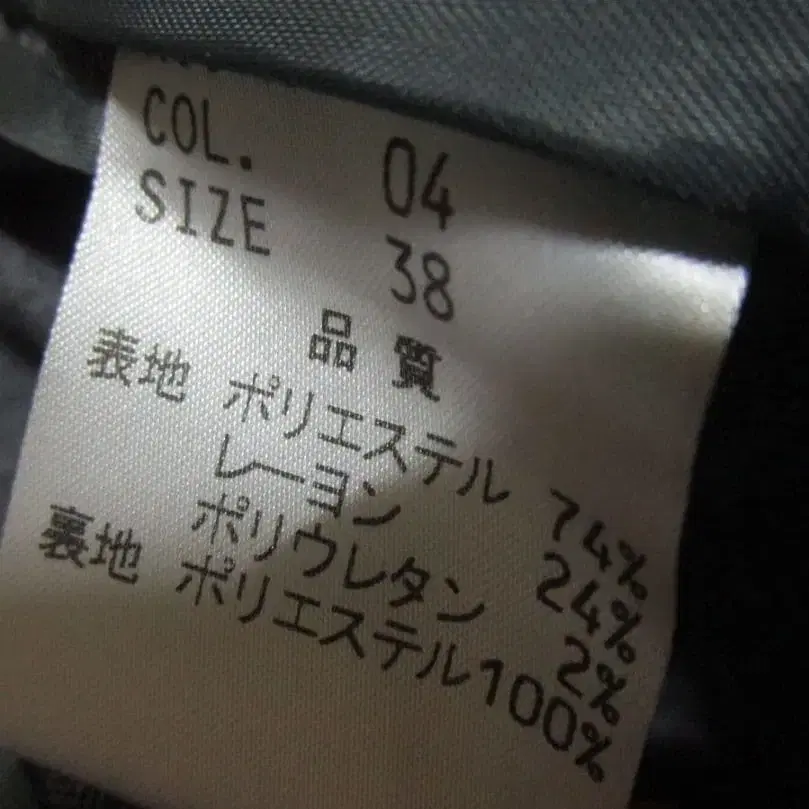 COL. 04
SIZE 38
品質
表地 ポリエステル 74%
レーヨン 24%
ポリウレタン 2%
裏地 ポリエステル100%